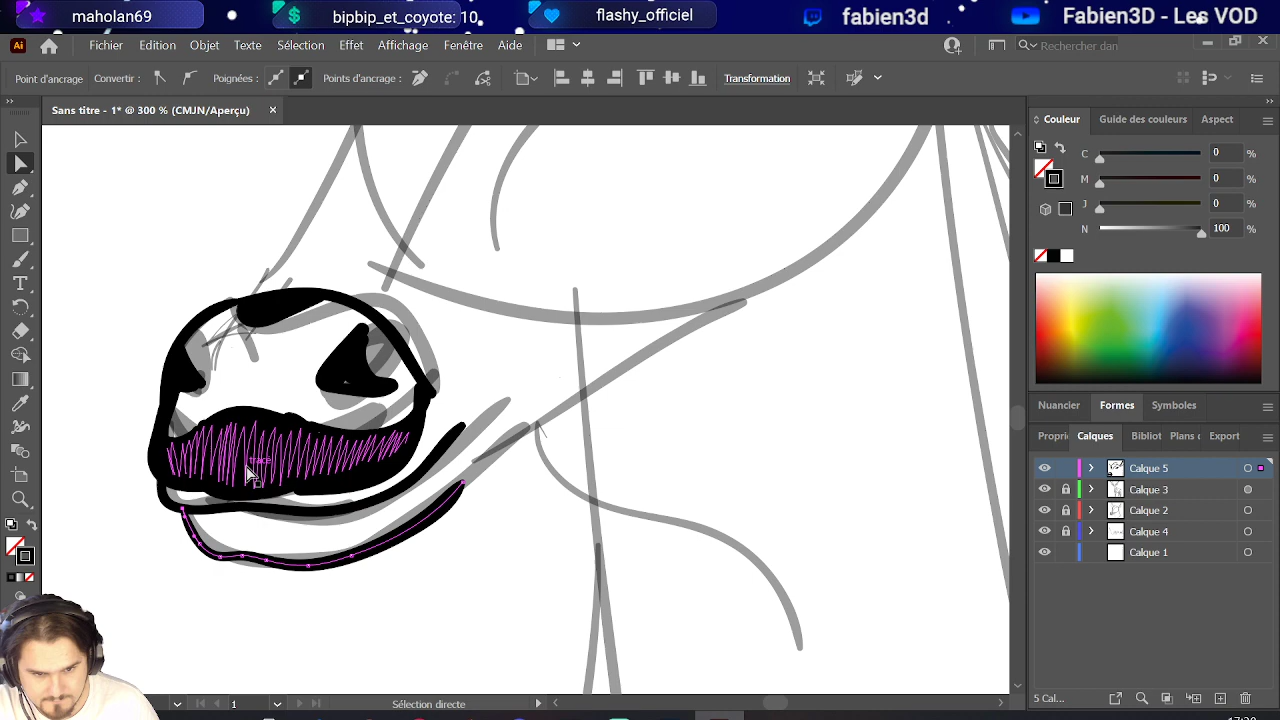 maholan69
bipbip_et_coyote: 10
flashy_officiel
fabien3d
Fabien3D - Les VOD
Ai
Fichier Edition Objet Texte Sélection Effet Affichage Fenêtre Aide
Rechercher dan
Point d'ancrage Convertir : Poignées : Points d'ancrage : Transformation
Sans titre - 1* @ 300 % (CMJN/Aperçu) ×
Couleur Guide des couleurs Aspect
C 0 %
M 0 %
J 0 %
N 100 %
tracé
Nuancier Formes Symboles
Propri Calques Bibliot Plans d Export
Calque 5
Calque 3
Calque 2
Calque 4
Calque 1
1 Sélection directe
5 Cal...